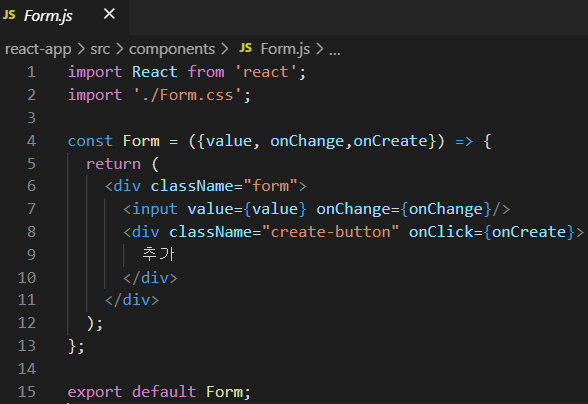 JS Form.js ×
react-app > src > components > JS Form.js > ...
1 import React from 'react';
2 import './Form.css';
3
4 const Form = ({value, onChange,onCreate}) => {
5 return (
6 <div className="form">
7 <input value={value} onChange={onChange}/>
8 <div className="create-button" onClick={onCreate}>
9 추가
10 </div>
11 </div>
12 );
13 };
14
15 export default Form;